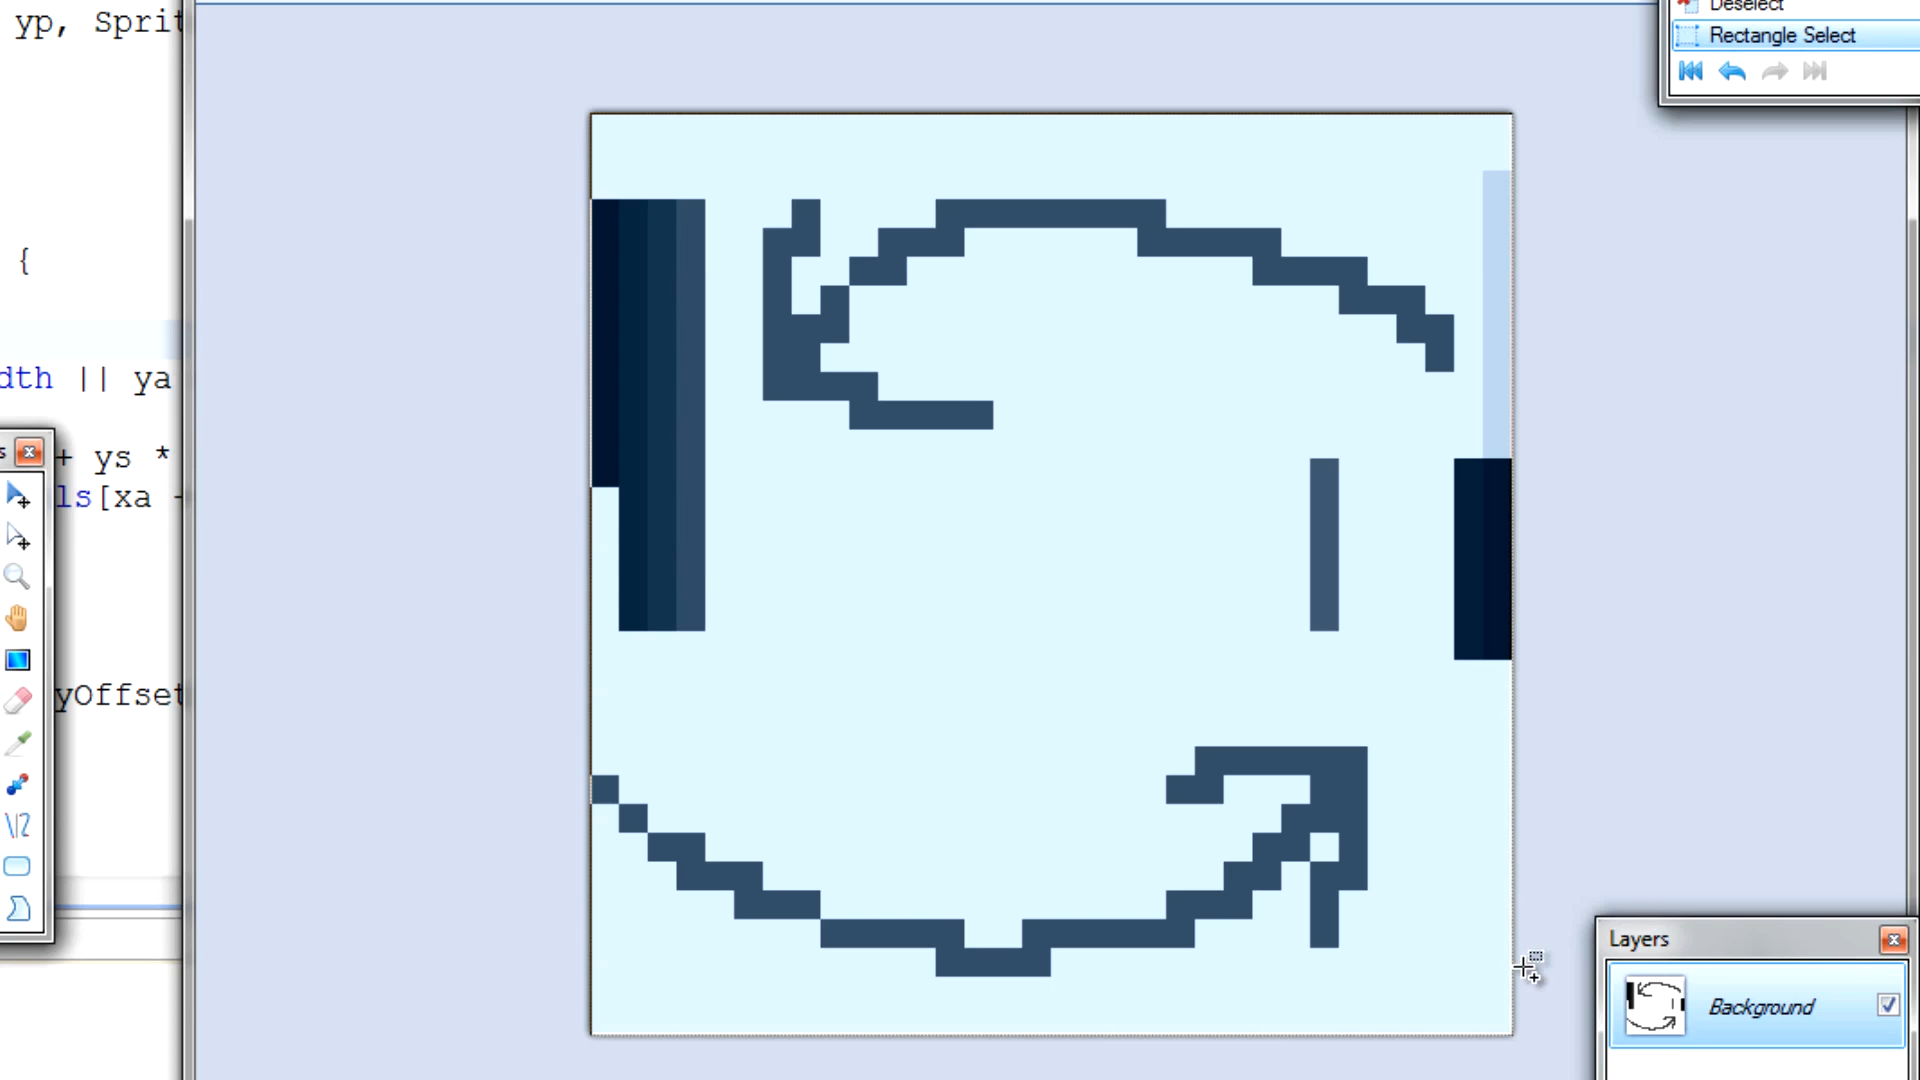 yp, Sprit
{
dth || ya
+ ys *
ls[xa -
yOffset
s
Deselect
Rectangle Select
Layers
Background